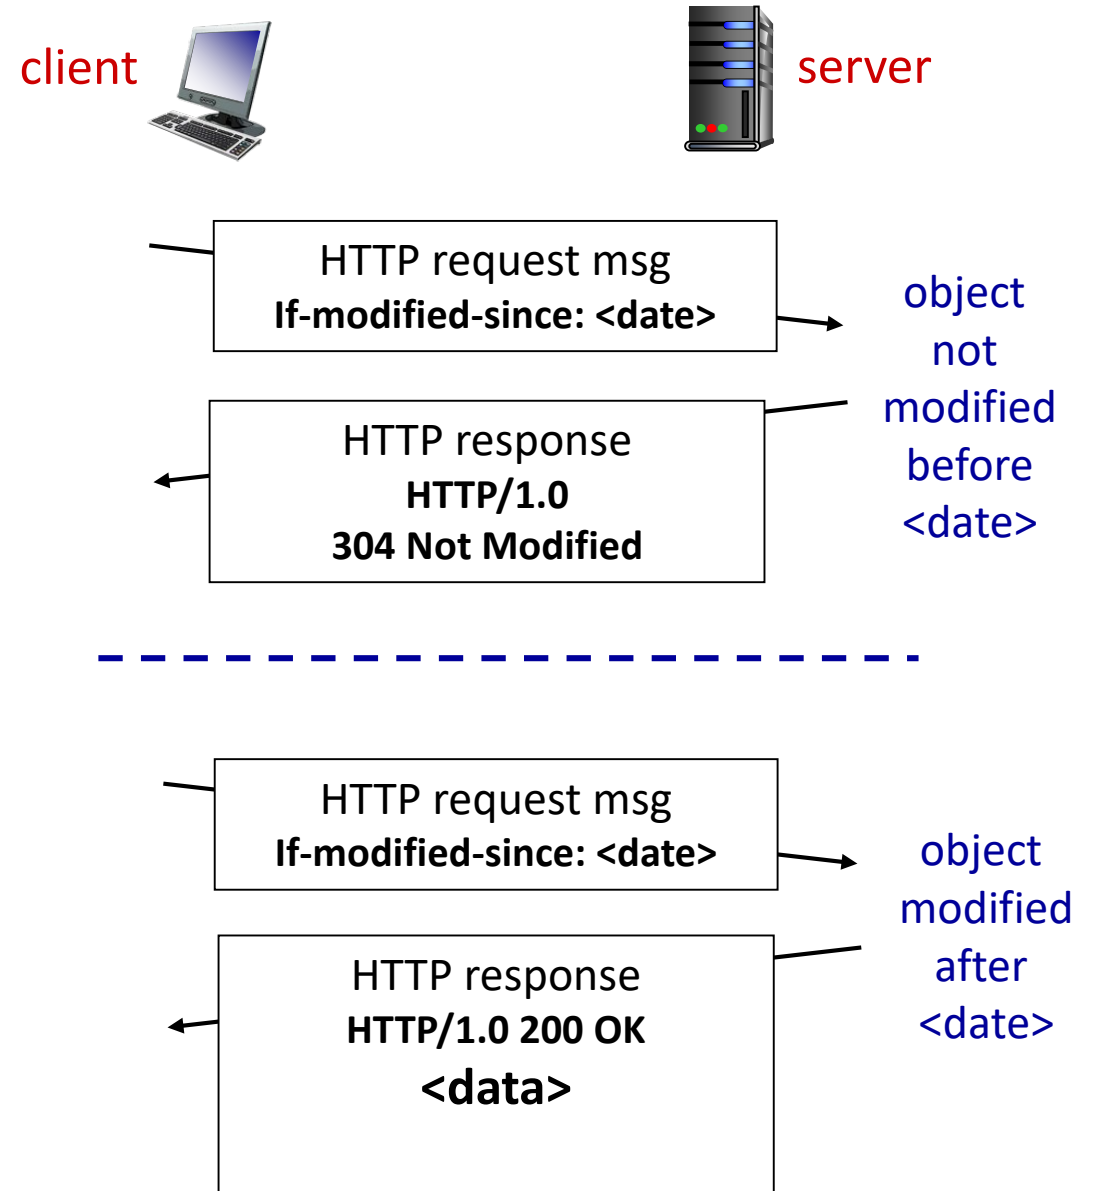 client
server
HTTP request msg
If-modified-since: <date>
object
not
modified
before
<date>
HTTP response
HTTP/1.0
304 Not Modified
HTTP request msg
If-modified-since: <date>
object
modified
after
<date>
HTTP response
HTTP/1.0 200 OK
<data>